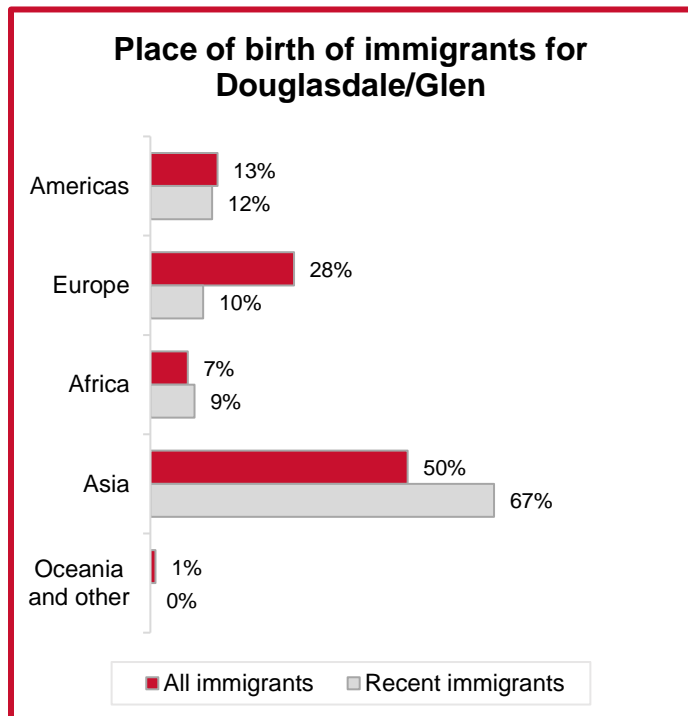 Place of birth of immigrants for
Douglasdale/Glen
Americas
13%
12%
Europe
28%
10%
Africa
7%
9%
Asia
50%
67%
Oceania
and other
1%
0%
All immigrants
Recent immigrants